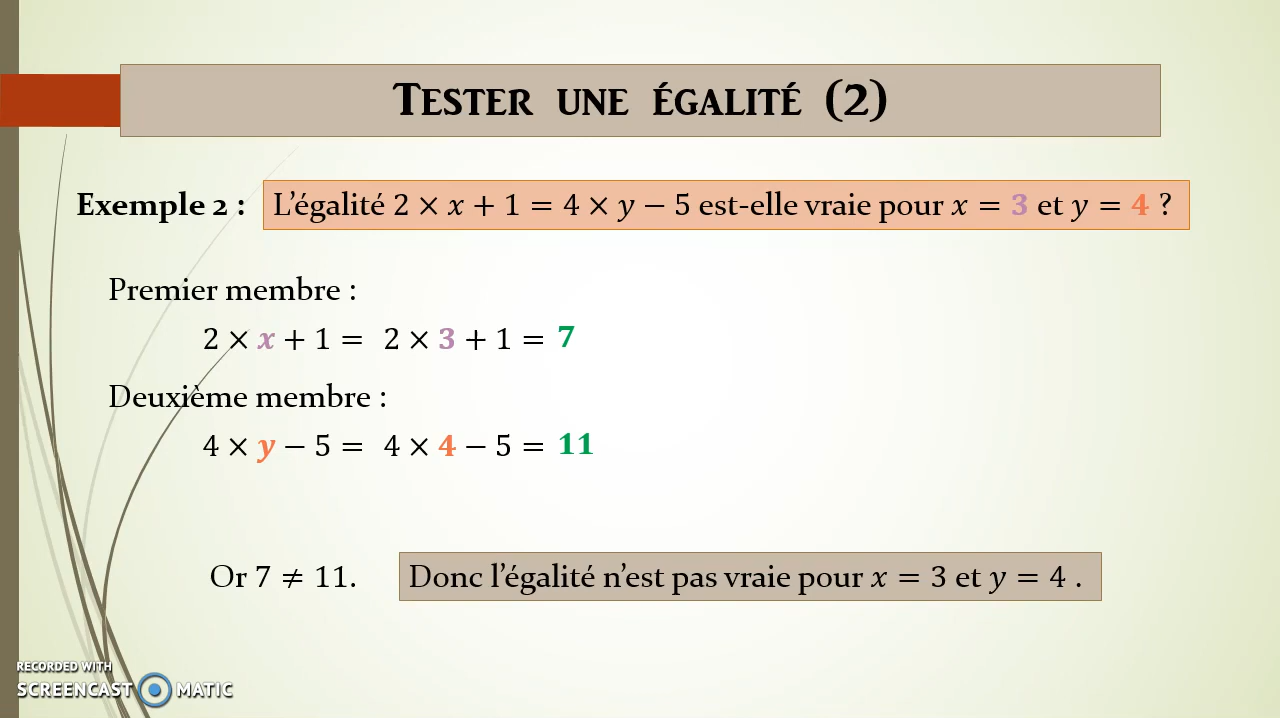 TESTER UNE ÉGALITÉ (2)
Exemple 2 : L'égalité 2 × x + 1 = 4 × y − 5 est-elle vraie pour x = 3 et y = 4 ?
Premier membre :
2 × x + 1 = 2 × 3 + 1 = 7
Deuxième membre :
4 × y − 5 = 4 × 4 − 5 = 11
Or 7 ≠ 11. Donc l'égalité n'est pas vraie pour x = 3 et y = 4 .
RECORDED WITH
SCREENCAST MATIC